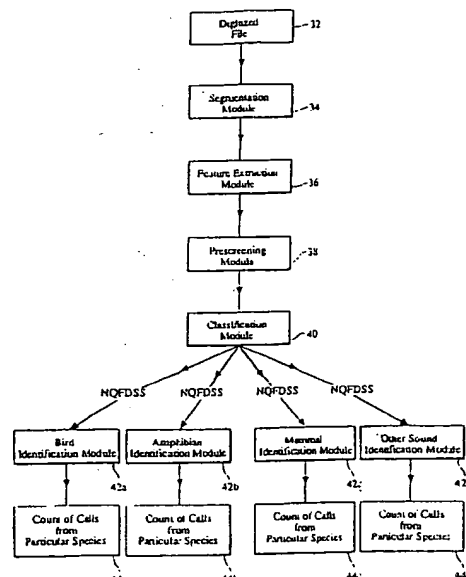 Digitized
File
32
Segmentation
Module
34
Feature Extraction
Module
36
Prescreening
Module
38
Classification
Module
40
NQFDSS NQFDSS NQFDSS NQFDSS
Bird
Identification Module
42a
Amphibian
Identification Module
42b
Mammal
Identification Module
42c
Other Sound
Identification Module
42
Count of Calls
from
Particular Species
Count of Calls
from
Particular Species
Count of Calls
from
Particular Species
Count of Calls
from
Particular Species